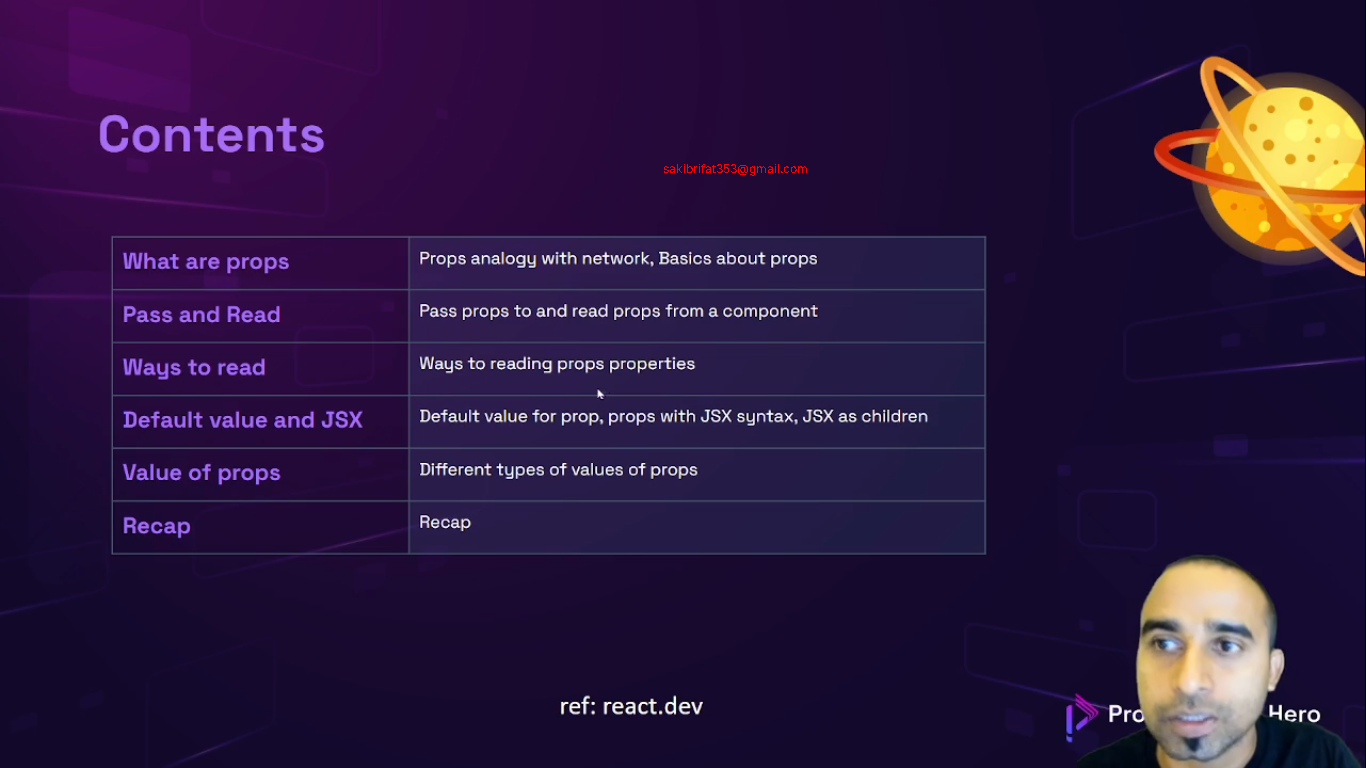 Contents
sakibrifat353@gmail.com
What are props
Props analogy with network, Basics about props
Pass and Read
Pass props to and read props from a component
Ways to read
Ways to reading props properties
Default value and JSX
Default value for prop, props with JSX syntax, JSX as children
Value of props
Different types of values of props
Recap
Recap
ref: react.dev
Hero